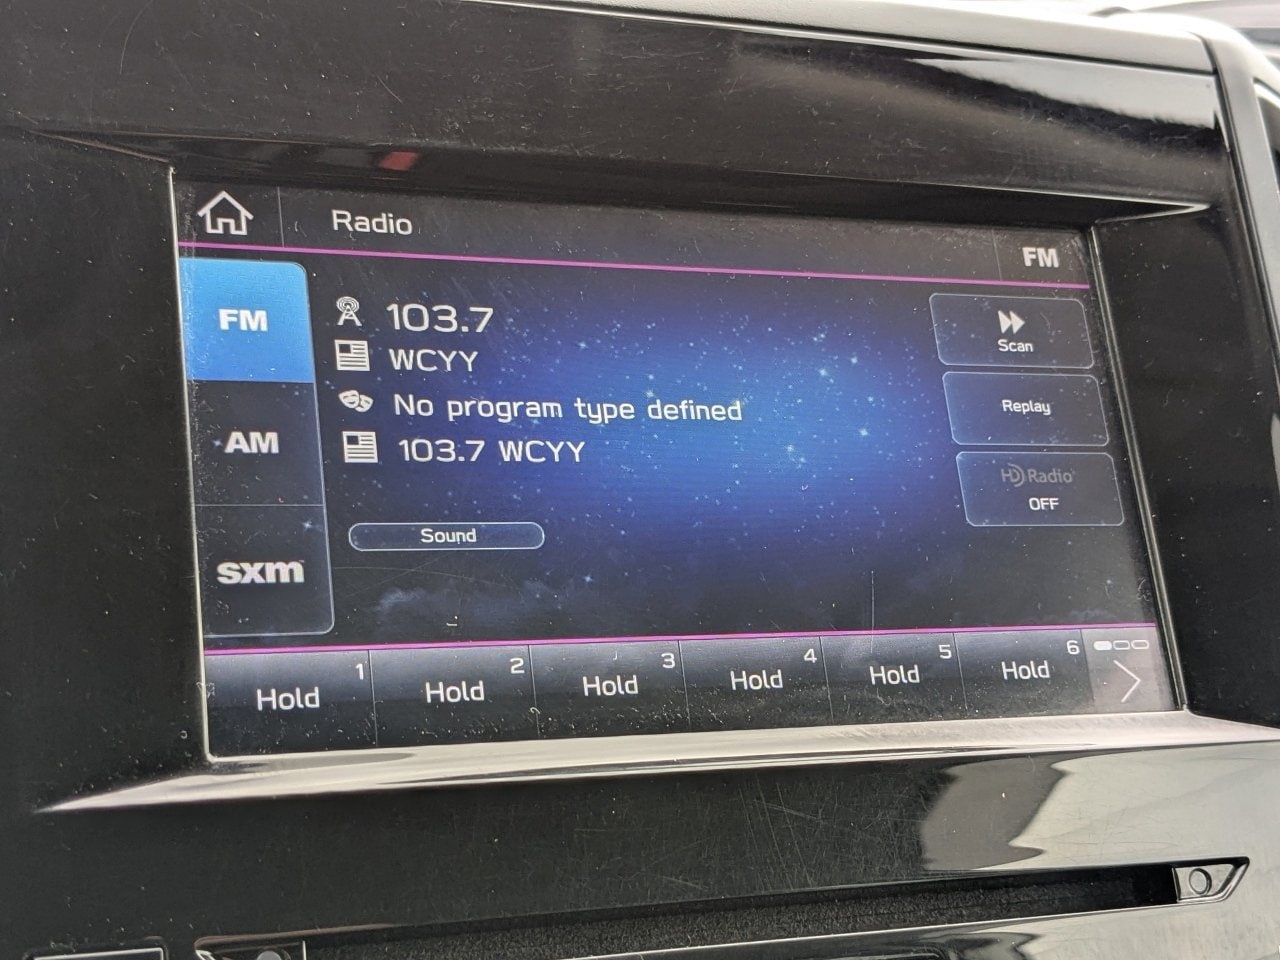 Radio
FM
FM
AM
sxm
103.7
WCYY
No program type defined
103.7 WCYY
Sound
Scan
Replay
HD Radio
OFF
1 Hold
2 Hold
3 Hold
4 Hold
5 Hold
6 Hold